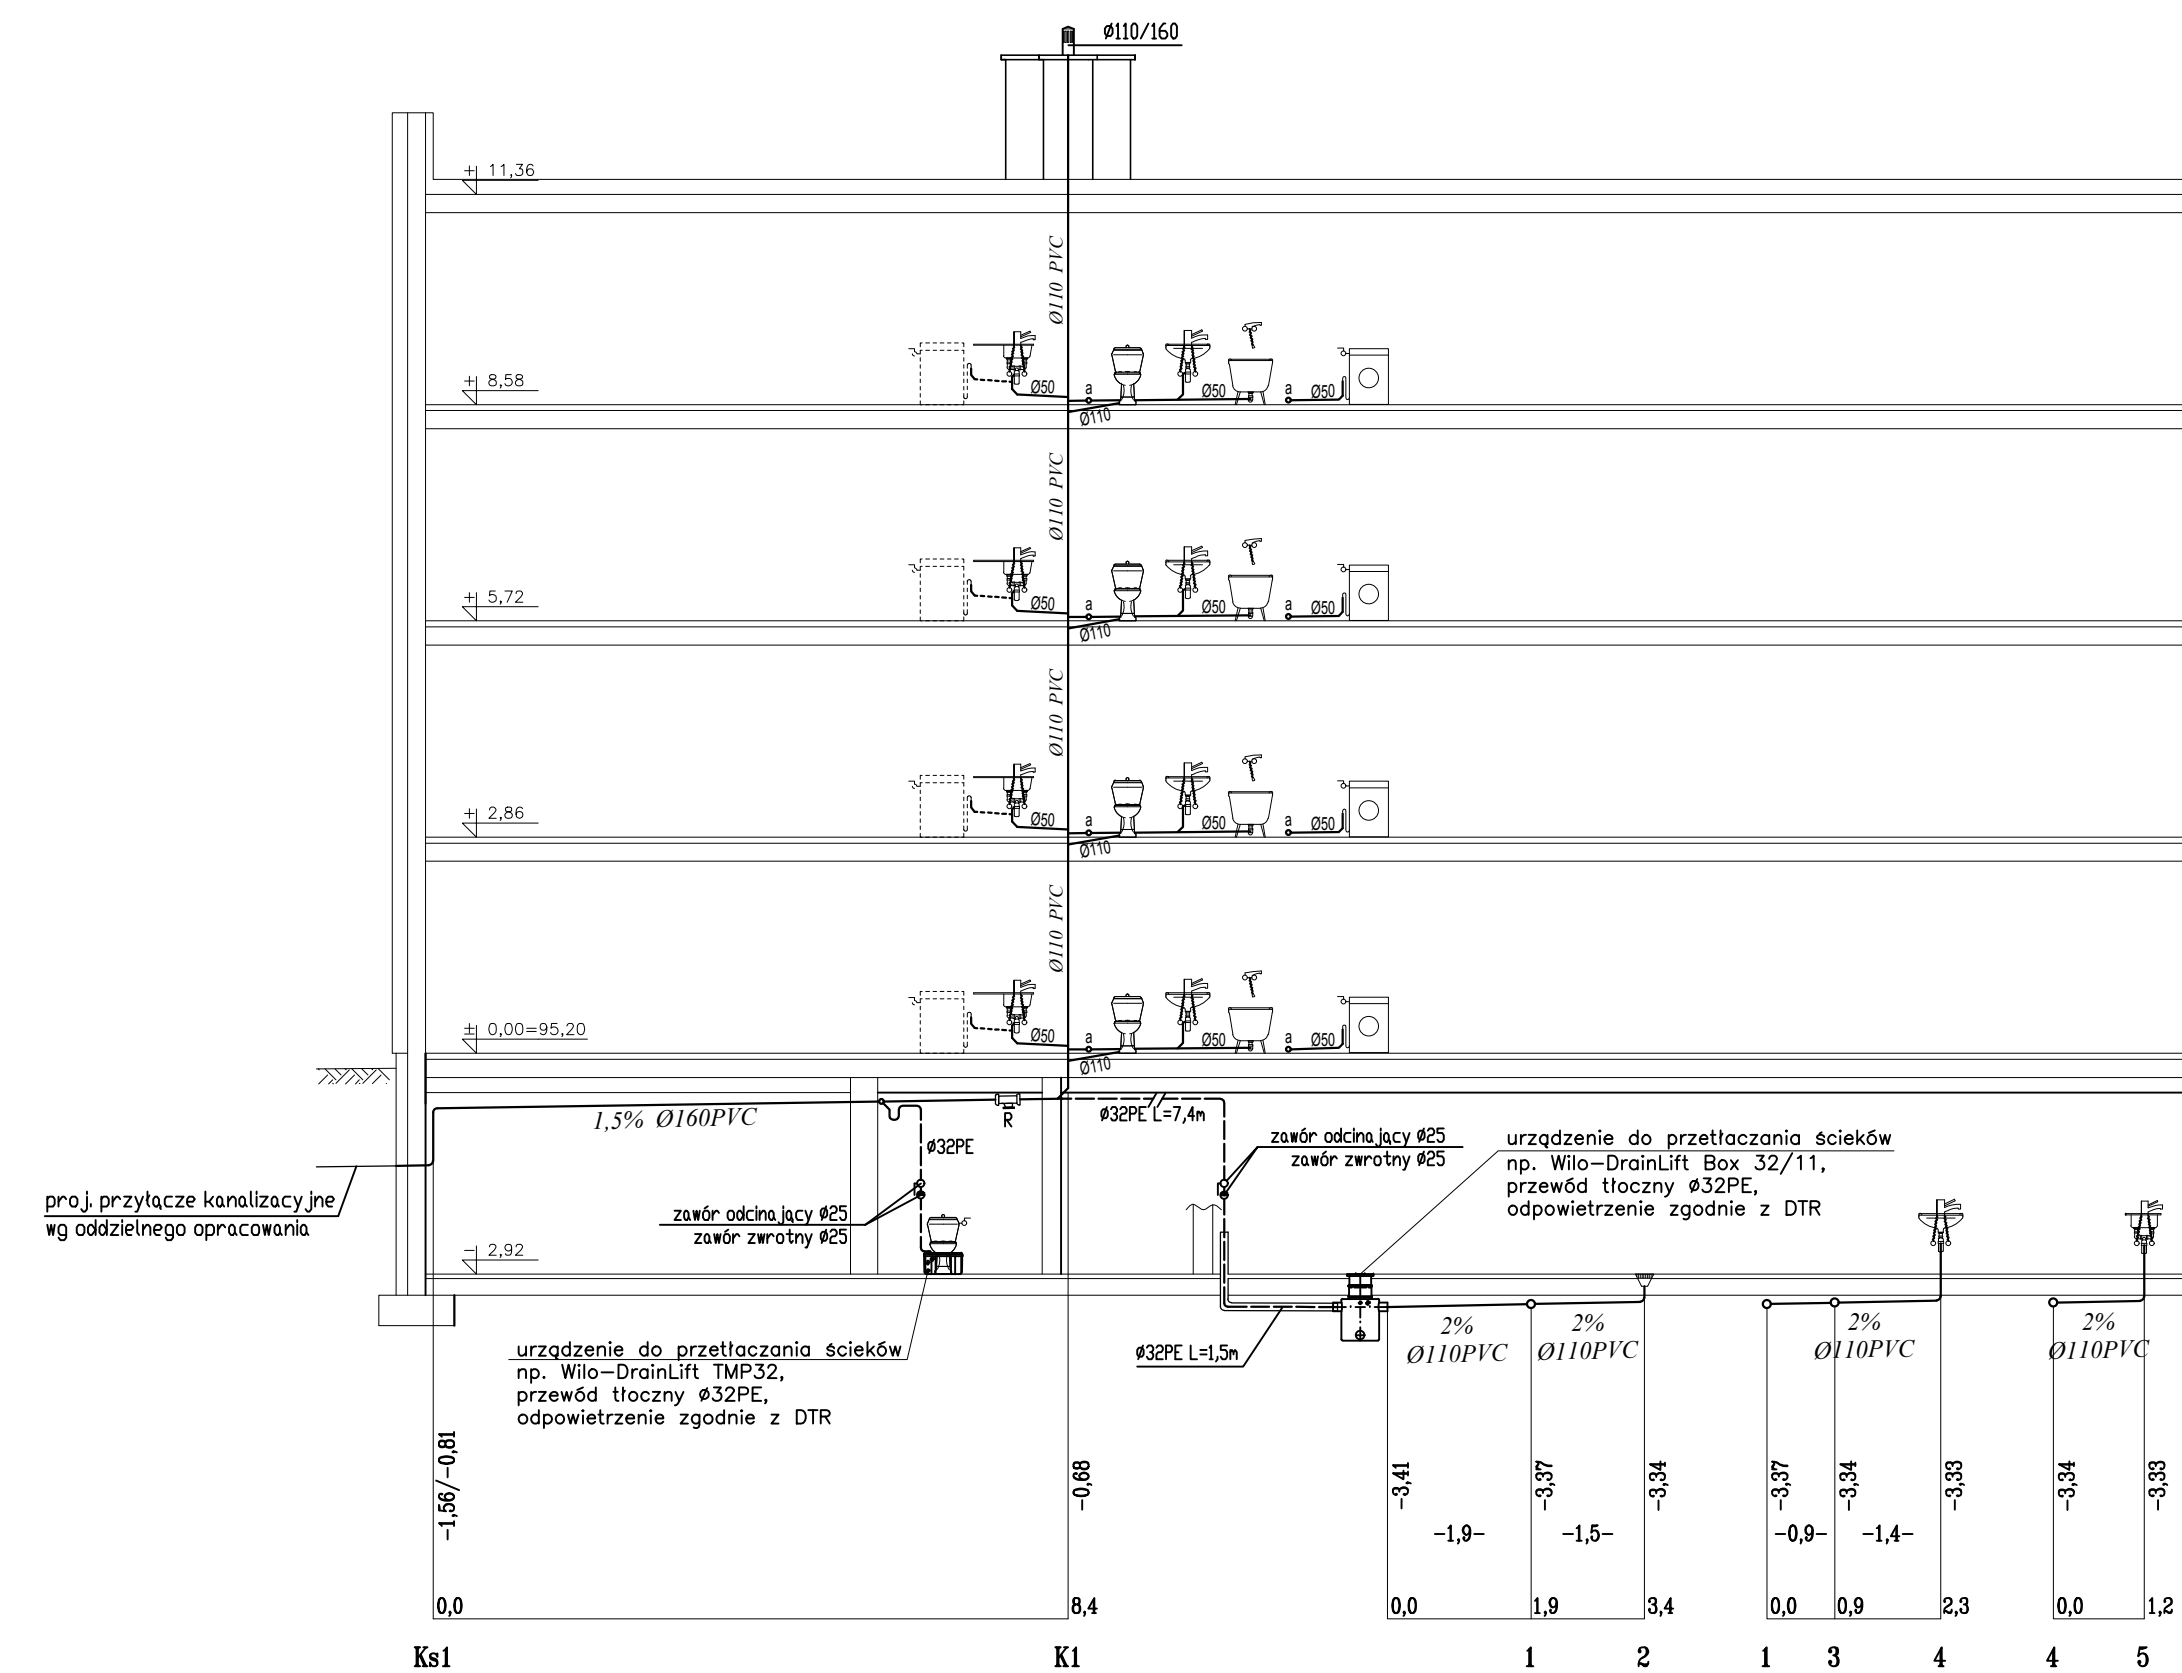 Ø110/160
+ 11,36
Ø110 PVC
+ 8,58
Ø50
a
Ø50
a
Ø50
Ø110
Ø110 PVC
+ 5,72
Ø50
a
Ø50
a
Ø50
Ø110
Ø110 PVC
+ 2,86
Ø50
a
Ø50
a
Ø50
Ø110
Ø110 PVC
± 0,00=95,20
Ø50
a
Ø50
a
Ø50
Ø110
1,5% Ø160PVC
R
Ø32PE L=7,4m
Ø32PE
zawór odcinający Ø25
zawór zwrotny Ø25
urządzenie do przetłaczania ścieków
np. Wilo-DrainLift Box 32/11,
przewód tłoczny Ø32PE,
odpowietrzenie zgodnie z DTR
proj. przyłącze kanalizacyjne
wg oddzielnego opracowania
zawór odcinający Ø25
zawór zwrotny Ø25
- 2,92
urządzenie do przetłaczania ścieków
np. Wilo-DrainLift TMP32,
przewód tłoczny Ø32PE,
odpowietrzenie zgodnie z DTR
Ø32PE L=1,5m
2%
Ø110PVC
2%
Ø110PVC
2%
Ø110PVC
2%
Ø110PVC
-1,56/-0,81
-0,68
-3,41
-3,37
-3,34
-3,37
-3,34
-3,33
-3,34
-3,33
-1,9-
-1,5-
-0,9-
-1,4-
0,0
8,4
0,0
1,9
3,4
0,0
0,9
2,3
0,0
1,2
Ks1
K1
1
2
1
3
4
4
5